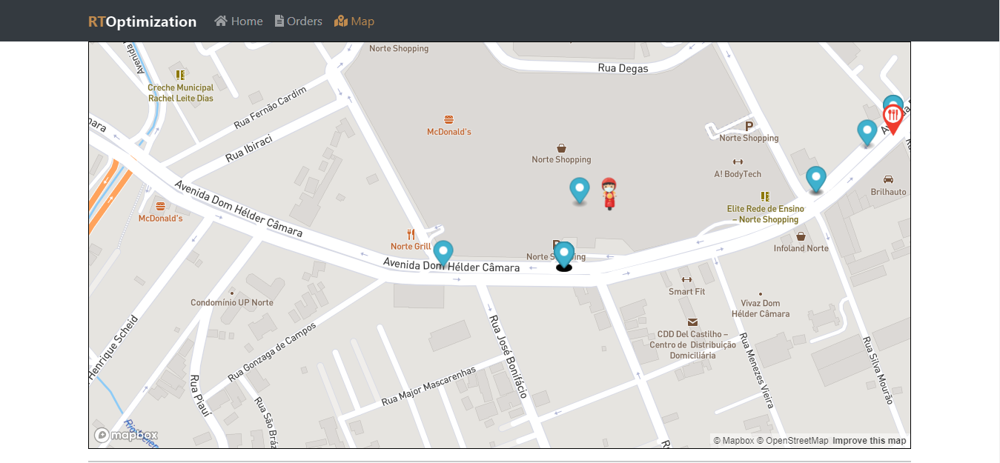 RTOptimization Home Orders Map
Norte Shopping
Rua Degas
Avenida
Creche Municipal
Rachel Leite Dias
Rua Fernão Cardim
McDonald's
Rua Ibiraci
Norte Shopping
P
Norte Shopping
A! BodyTech
Brilhauto
Avenida Dom Hélder Câmara
McDonald's
Elite Rede de Ensino
– Norte Shopping
Norte Grill
Infoland Norte
Avenida Dom Hélder Câmara
Smart Fit
Condomínio UP Norte
Vivaz Dom
Hélder Câmara
CDD Del Castilho –
Centro de Distribuição
Domiciliária
Henrique Scheid
Rua Gonzaga de Campos
Rua José Bonifácio
Rua Menezes Vieira
Rua Silva Mourão
Rua Major Mascarenhas
Rua Piauí
Rua São Bráz
mapbox
© Mapbox © OpenStreetMap Improve this map